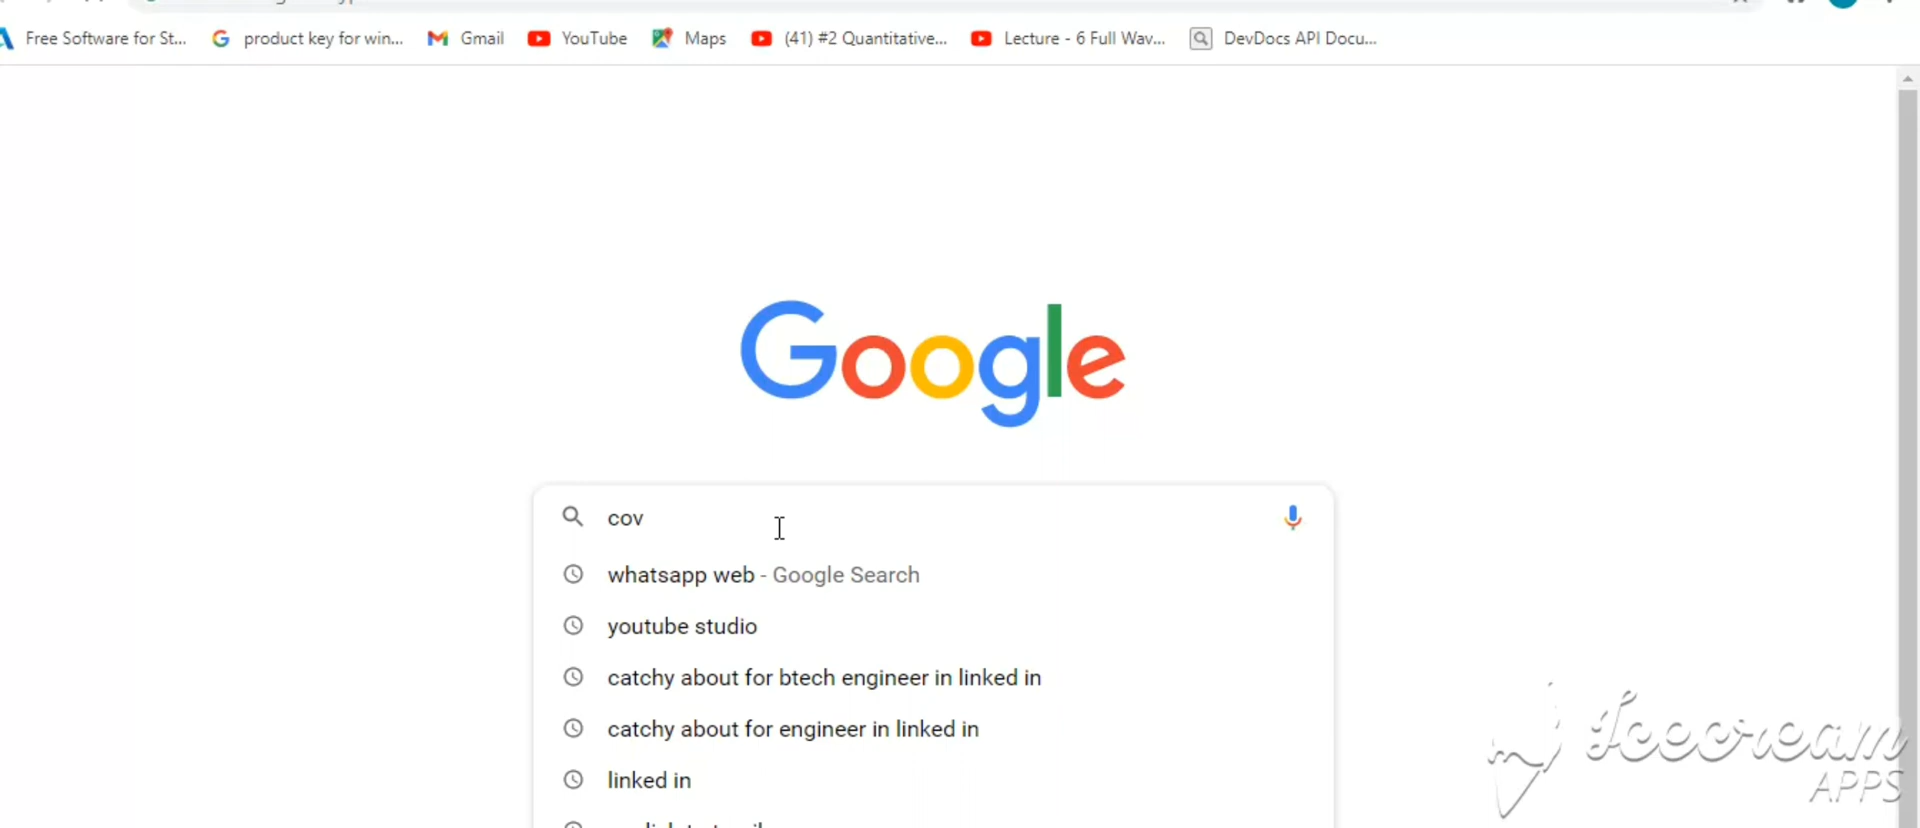 Free Software for St... product key for win... Gmail YouTube Maps (41) #2 Quantitative... Lecture - 6 Full Wav... DevDocs API Docu...
Google
cov
whatsapp web - Google Search
youtube studio
catchy about for btech engineer in linked in
catchy about for engineer in linked in
linked in
Icecream
APPS